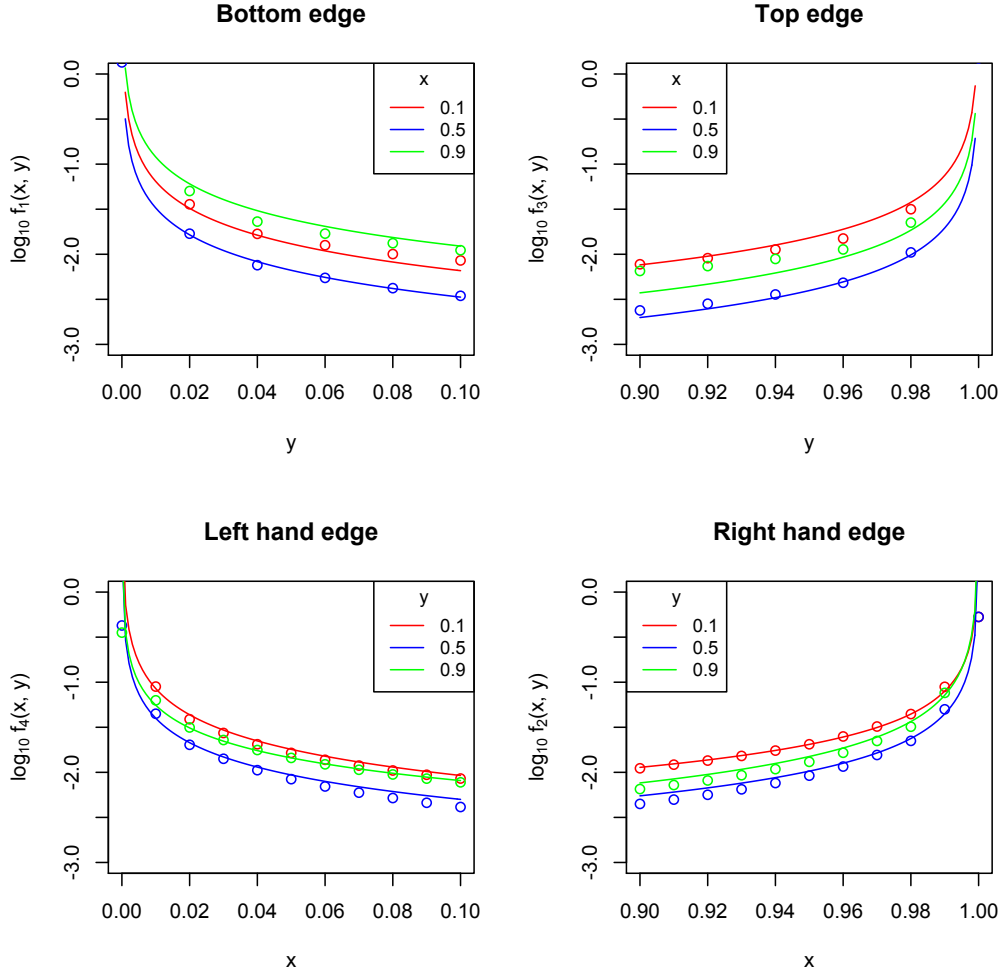 Bottom edge
log10 f1(x, y)
0.0
-1.0
-2.0
-3.0
x
0.1
0.5
0.9
0.00 0.02 0.04 0.06 0.08 0.10
y
Top edge
log10 f3(x, y)
0.0
-1.0
-2.0
-3.0
x
0.1
0.5
0.9
0.90 0.92 0.94 0.96 0.98 1.00
y
Left hand edge
log10 f4(x, y)
0.0
-1.0
-2.0
-3.0
y
0.1
0.5
0.9
0.00 0.02 0.04 0.06 0.08 0.10
x
Right hand edge
log10 f2(x, y)
0.0
-1.0
-2.0
-3.0
y
0.1
0.5
0.9
0.90 0.92 0.94 0.96 0.98 1.00
x